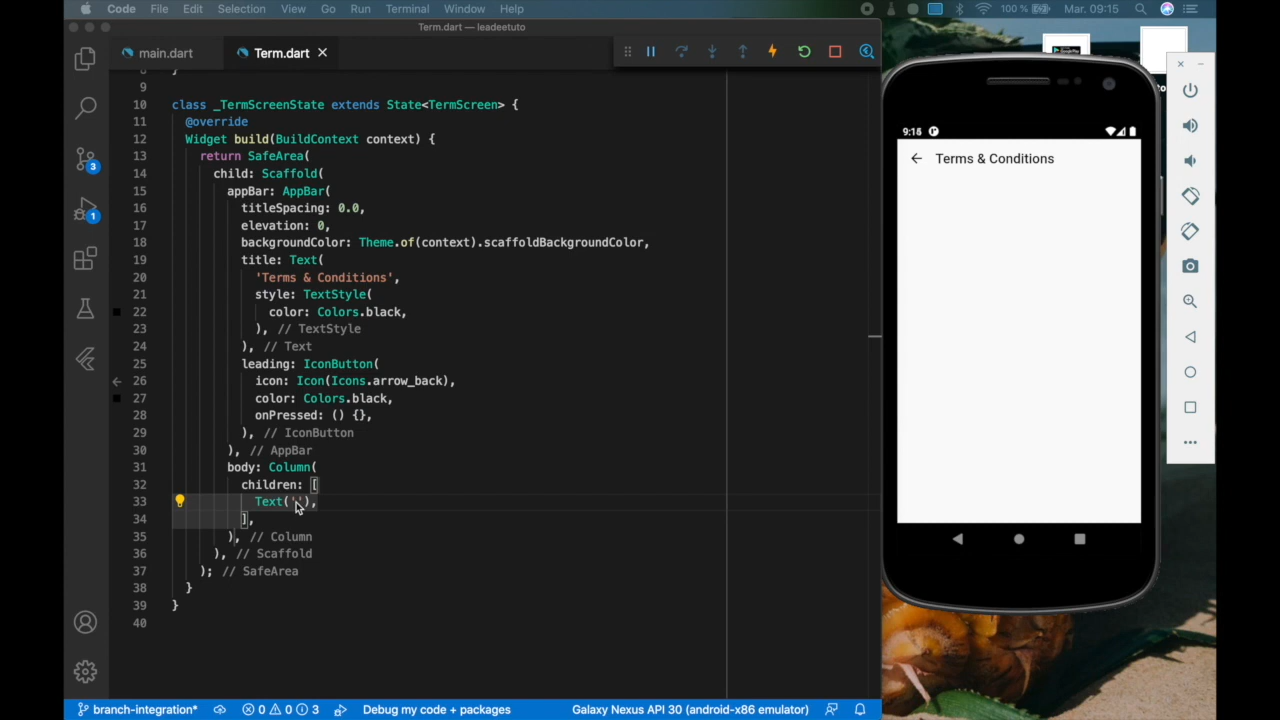 Code File Edit Selection View Go Run Terminal Window Help 100 % Mar. 09:15
Term.dart — leadeetuto
main.dart Term.dart
9
10 class _TermScreenState extends State<TermScreen> {
11 @override
12 Widget build(BuildContext context) {
13 return SafeArea(
14 child: Scaffold(
15 appBar: AppBar(
16 titleSpacing: 0.0,
17 elevation: 0,
18 backgroundColor: Theme.of(context).scaffoldBackgroundColor,
19 title: Text(
20 'Terms & Conditions',
21 style: TextStyle(
22 color: Colors.black,
23 ), // TextStyle
24 ), // Text
25 leading: IconButton(
26 icon: Icon(Icons.arrow_back),
27 color: Colors.black,
28 onPressed: () {},
29 ), // IconButton
30 ), // AppBar
31 body: Column(
32 children: [
33 Text(''),
34 ],
35 ), // Column
36 ), // Scaffold
37 ); // SafeArea
38 }
39 }
40
3
1
9:15
Terms & Conditions
branch-integration* 0 0 3 Debug my code + packages Galaxy Nexus API 30 (android-x86 emulator)